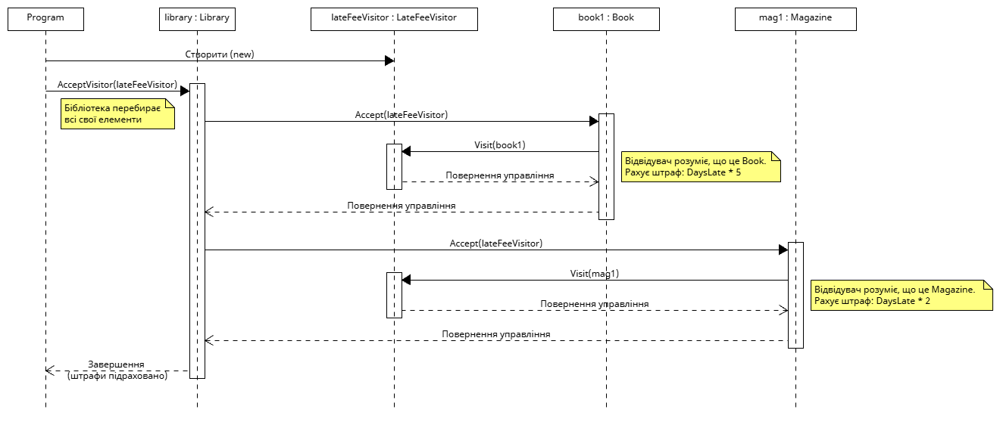 Program
library : Library
lateFeeVisitor : LateFeeVisitor
book1 : Book
mag1 : Magazine
Створити (new)
AcceptVisitor(lateFeeVisitor)
Бібліотека перебирає
всі свої елементи
Accept(lateFeeVisitor)
Visit(book1)
Відвідувач розуміє, що це Book.
Рахує штраф: DaysLate * 5
Повернення управління
Повернення управління
Accept(lateFeeVisitor)
Visit(mag1)
Відвідувач розуміє, що це Magazine.
Рахує штраф: DaysLate * 2
Повернення управління
Повернення управління
Завершення
(штрафи підраховано)